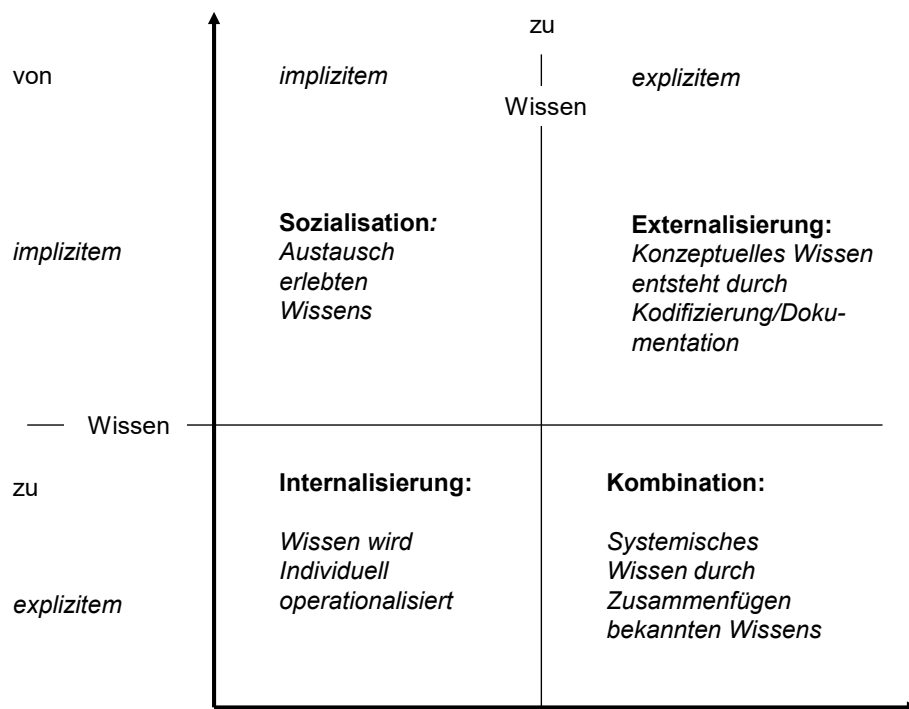 zu
von
implizitem
explizitem
Wissen
implizitem
Sozialisation:
Austausch
erlebten
Wissens
Externalisierung:
Konzeptuelles Wissen
entsteht durch
Kodifizierung/Doku-
mentation
Wissen
zu
explizitem
Internalisierung:
Wissen wird
Individuell
operationalisiert
Kombination:
Systemisches
Wissen durch
Zusammenfügen
bekannten Wissens